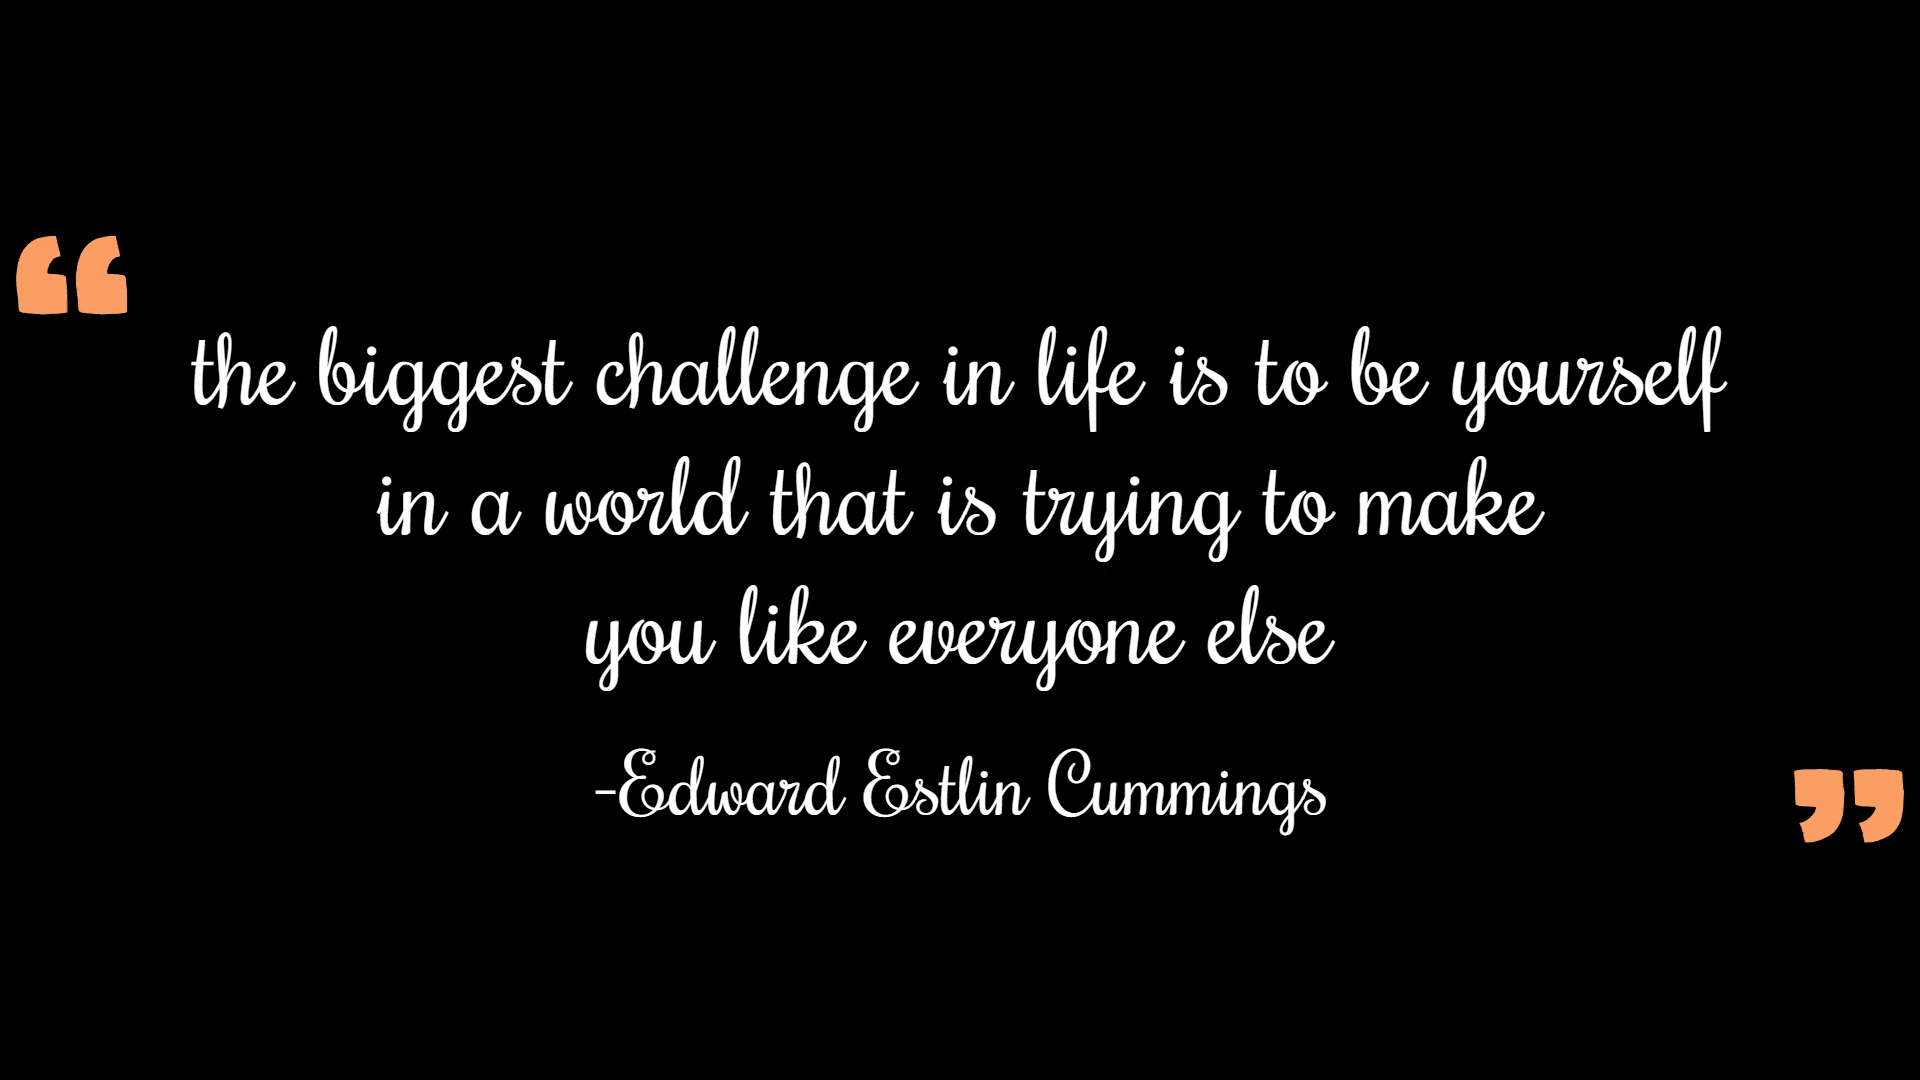 “
the biggest challenge in life is to be yourself
in a world that is trying to make
you like everyone else
-Edward Estlin Cummings
”